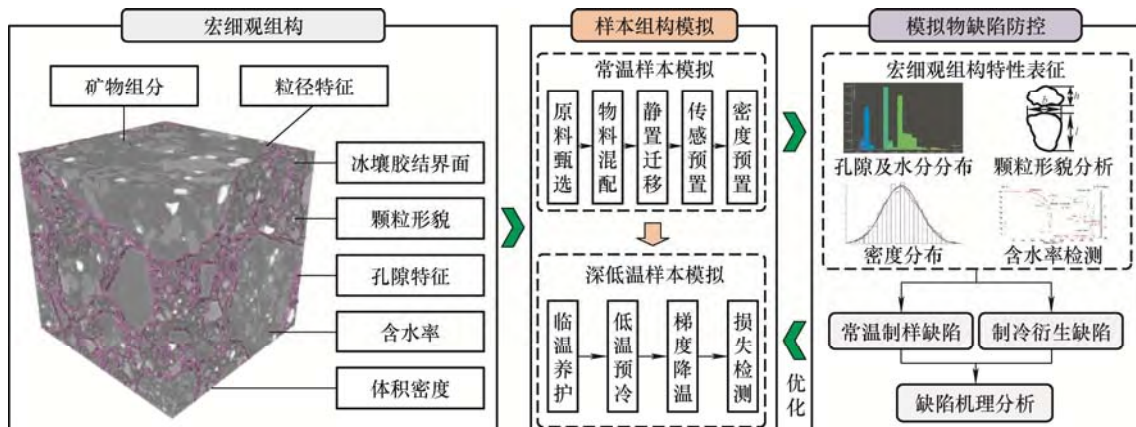 宏细观组构
矿物组分
粒径特征
冰壤胶结界面
颗粒形貌
孔隙特征
含水率
体积密度
样本组构模拟
常温样本模拟
原料甄选
物料混配
静置迁移
传感预置
密度预置
深低温样本模拟
临温养护
低温预冷
梯度降温
损失检测
优化
模拟物缺陷防控
宏细观组构特性表征
b
h
l
孔隙及水分分布
颗粒形貌分析
密度分布
含水率检测
常温制样缺陷
制冷衍生缺陷
缺陷机理分析